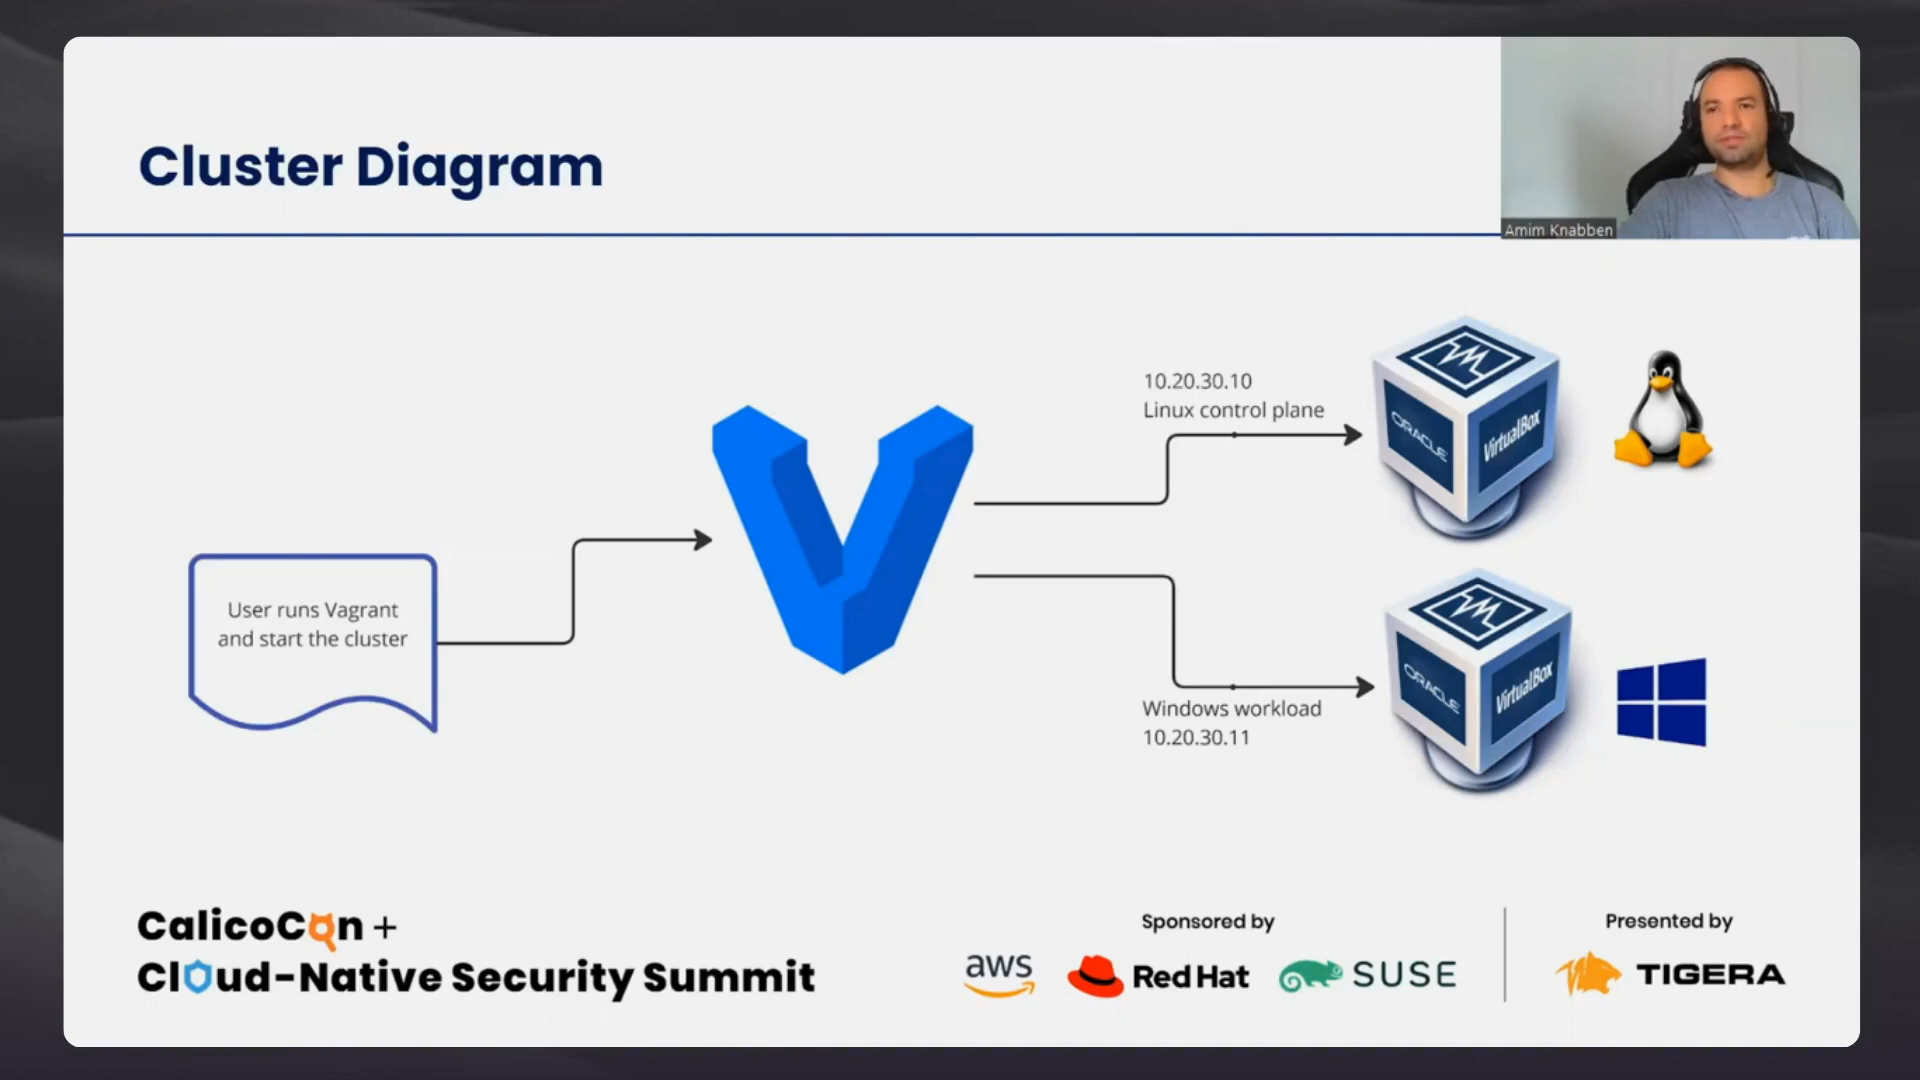 Cluster Diagram
Amim Knabben
10.20.30.10
Linux control plane
ORACLE
VirtualBox
User runs Vagrant
and start the cluster
ORACLE
VirtualBox
Windows workload
10.20.30.11
CalicoCon +
Cloud-Native Security Summit
Sponsored by
aws
Red Hat
SUSE
Presented by
TIGERA